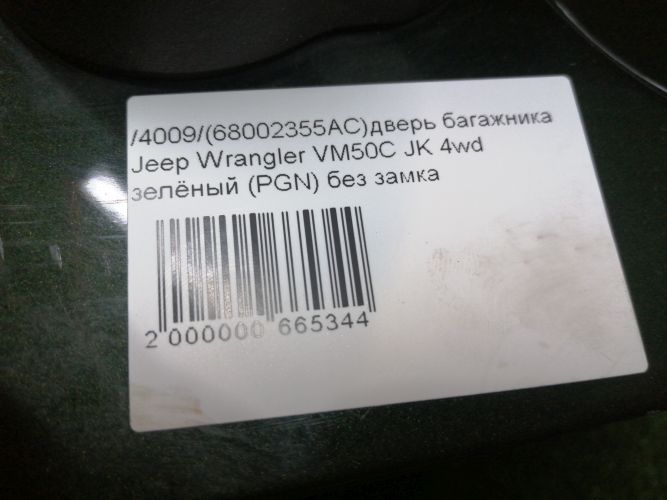 /4009/(68002355AC)дверь багажника
Jeep Wrangler VM50C JK 4wd
зелёный (PGN) без замка
2 000000 665344